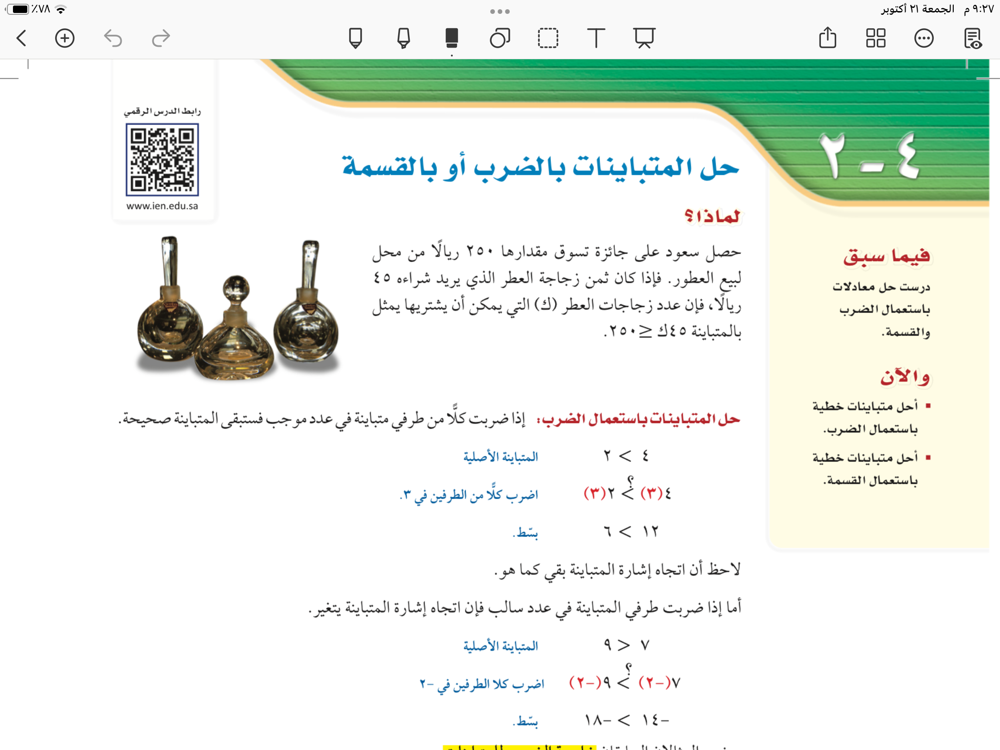 ٩:٢٧ م الجمعة ٢١ أكتوبر
٧٨٪
رابط الدرس الرقمي
www.ien.edu.sa
٤-٢
حل المتباينات بالضرب أو بالقسمة
فيما سبق
درست حل معادلات
باستعمال الضرب
والقسمة.
والآن
▪ أحل متباينات خطية
باستعمال الضرب.
▪ أحل متباينات خطية
باستعمال القسمة.
لماذا؟
حصل سعود على جائزة تسوق مقدارها ٢٥٠ ريالًا من محل
لبيع العطور. فإذا كان ثمن زجاجة العطر الذي يريد شراءه ٤٥
ريالًا، فإن عدد زجاجات العطر (ك) التي يمكن أن يشتريها يمثل
بالمتباينة ٤٥ك ≥ ٢٥٠.
حل المتباينات باستعمال الضرب: إذا ضربت كلًّا من طرفي متباينة في عدد موجب فستبقى المتباينة صحيحة.
٤ > ٢ المتباينة الأصلية
؟
٤(٣) > ٢(٣) اضرب كلًّا من الطرفين في ٣.
١٢ > ٦ بسّط.
لاحظ أن اتجاه إشارة المتباينة بقي كما هو.
أما إذا ضربت طرفي المتباينة في عدد سالب فإن اتجاه إشارة المتباينة يتغير.
٧ < ٩ المتباينة الأصلية
؟
٧(-٢) > ٩(-٢) اضرب كلا الطرفين في -٢
-١٤ > -١٨ بسّط.